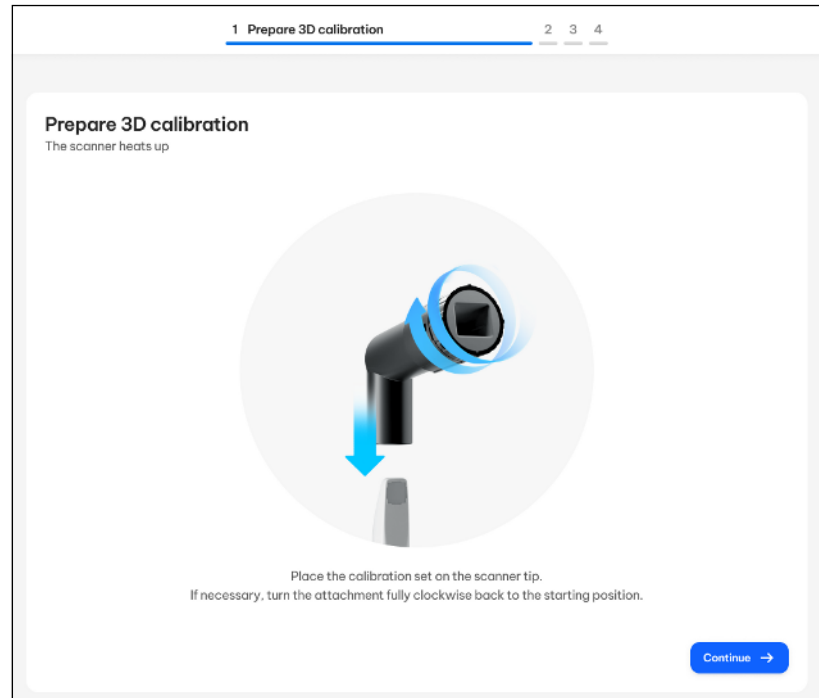 1 Prepare 3D calibration 2 3 4
Prepare 3D calibration
The scanner heats up
Place the calibration set on the scanner tip.
If necessary, turn the attachment fully clockwise back to the starting position.
Continue →